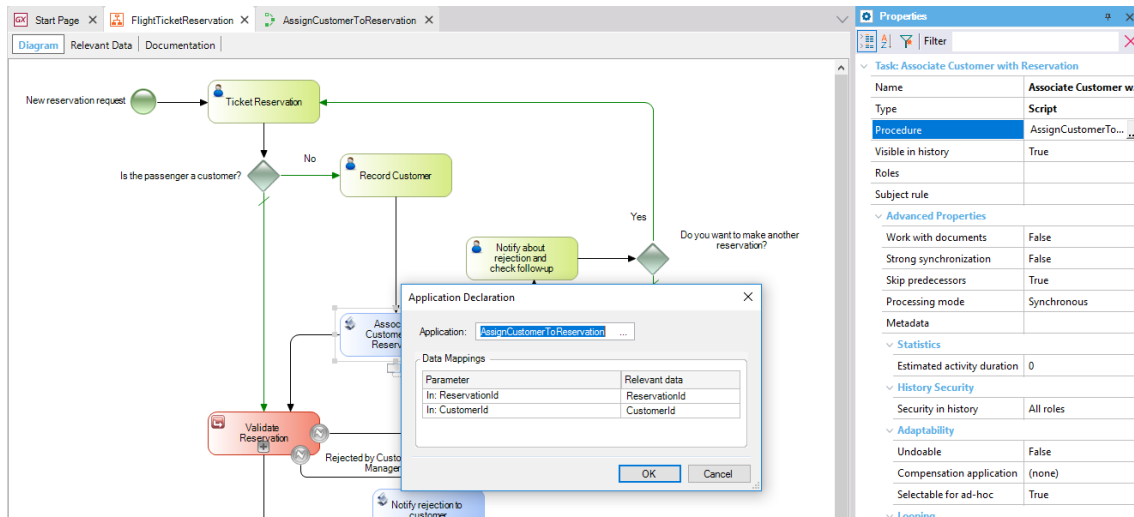 Start Page
FlightTicketReservation
AssignCustomerToReservation
Diagram
Relevant Data
Documentation
New reservation request
Ticket Reservation
Is the passenger a customer?
No
Record Customer
Yes
Do you want to make another
reservation?
Notify about
rejection and
check follow-up
Customer
Validate
Reservation
Notify rejection to
customer
Application Declaration
Application:
AssignCustomerToReservation
...
Data Mappings
Parameter
Relevant data
In: ReservationId
ReservationId
In: CustomerId
CustomerId
OK
Cancel
Rejected by
Properties
Filter
Task: Associate Customer with Reservation
Name
Associate Customer w
Type
Script
Procedure
AssignCustomerTo...
...
Visible in history
True
Roles
Subject rule
Advanced Properties
Work with documents
False
Strong synchronization
False
Skip predecessors
True
Processing mode
Synchronous
Metadata
Statistics
Estimated activity duration
0
History Security
Security in history
All roles
Adaptability
Undoable
False
Compensation application
(none)
Selectable for ad-hoc
True
Looping